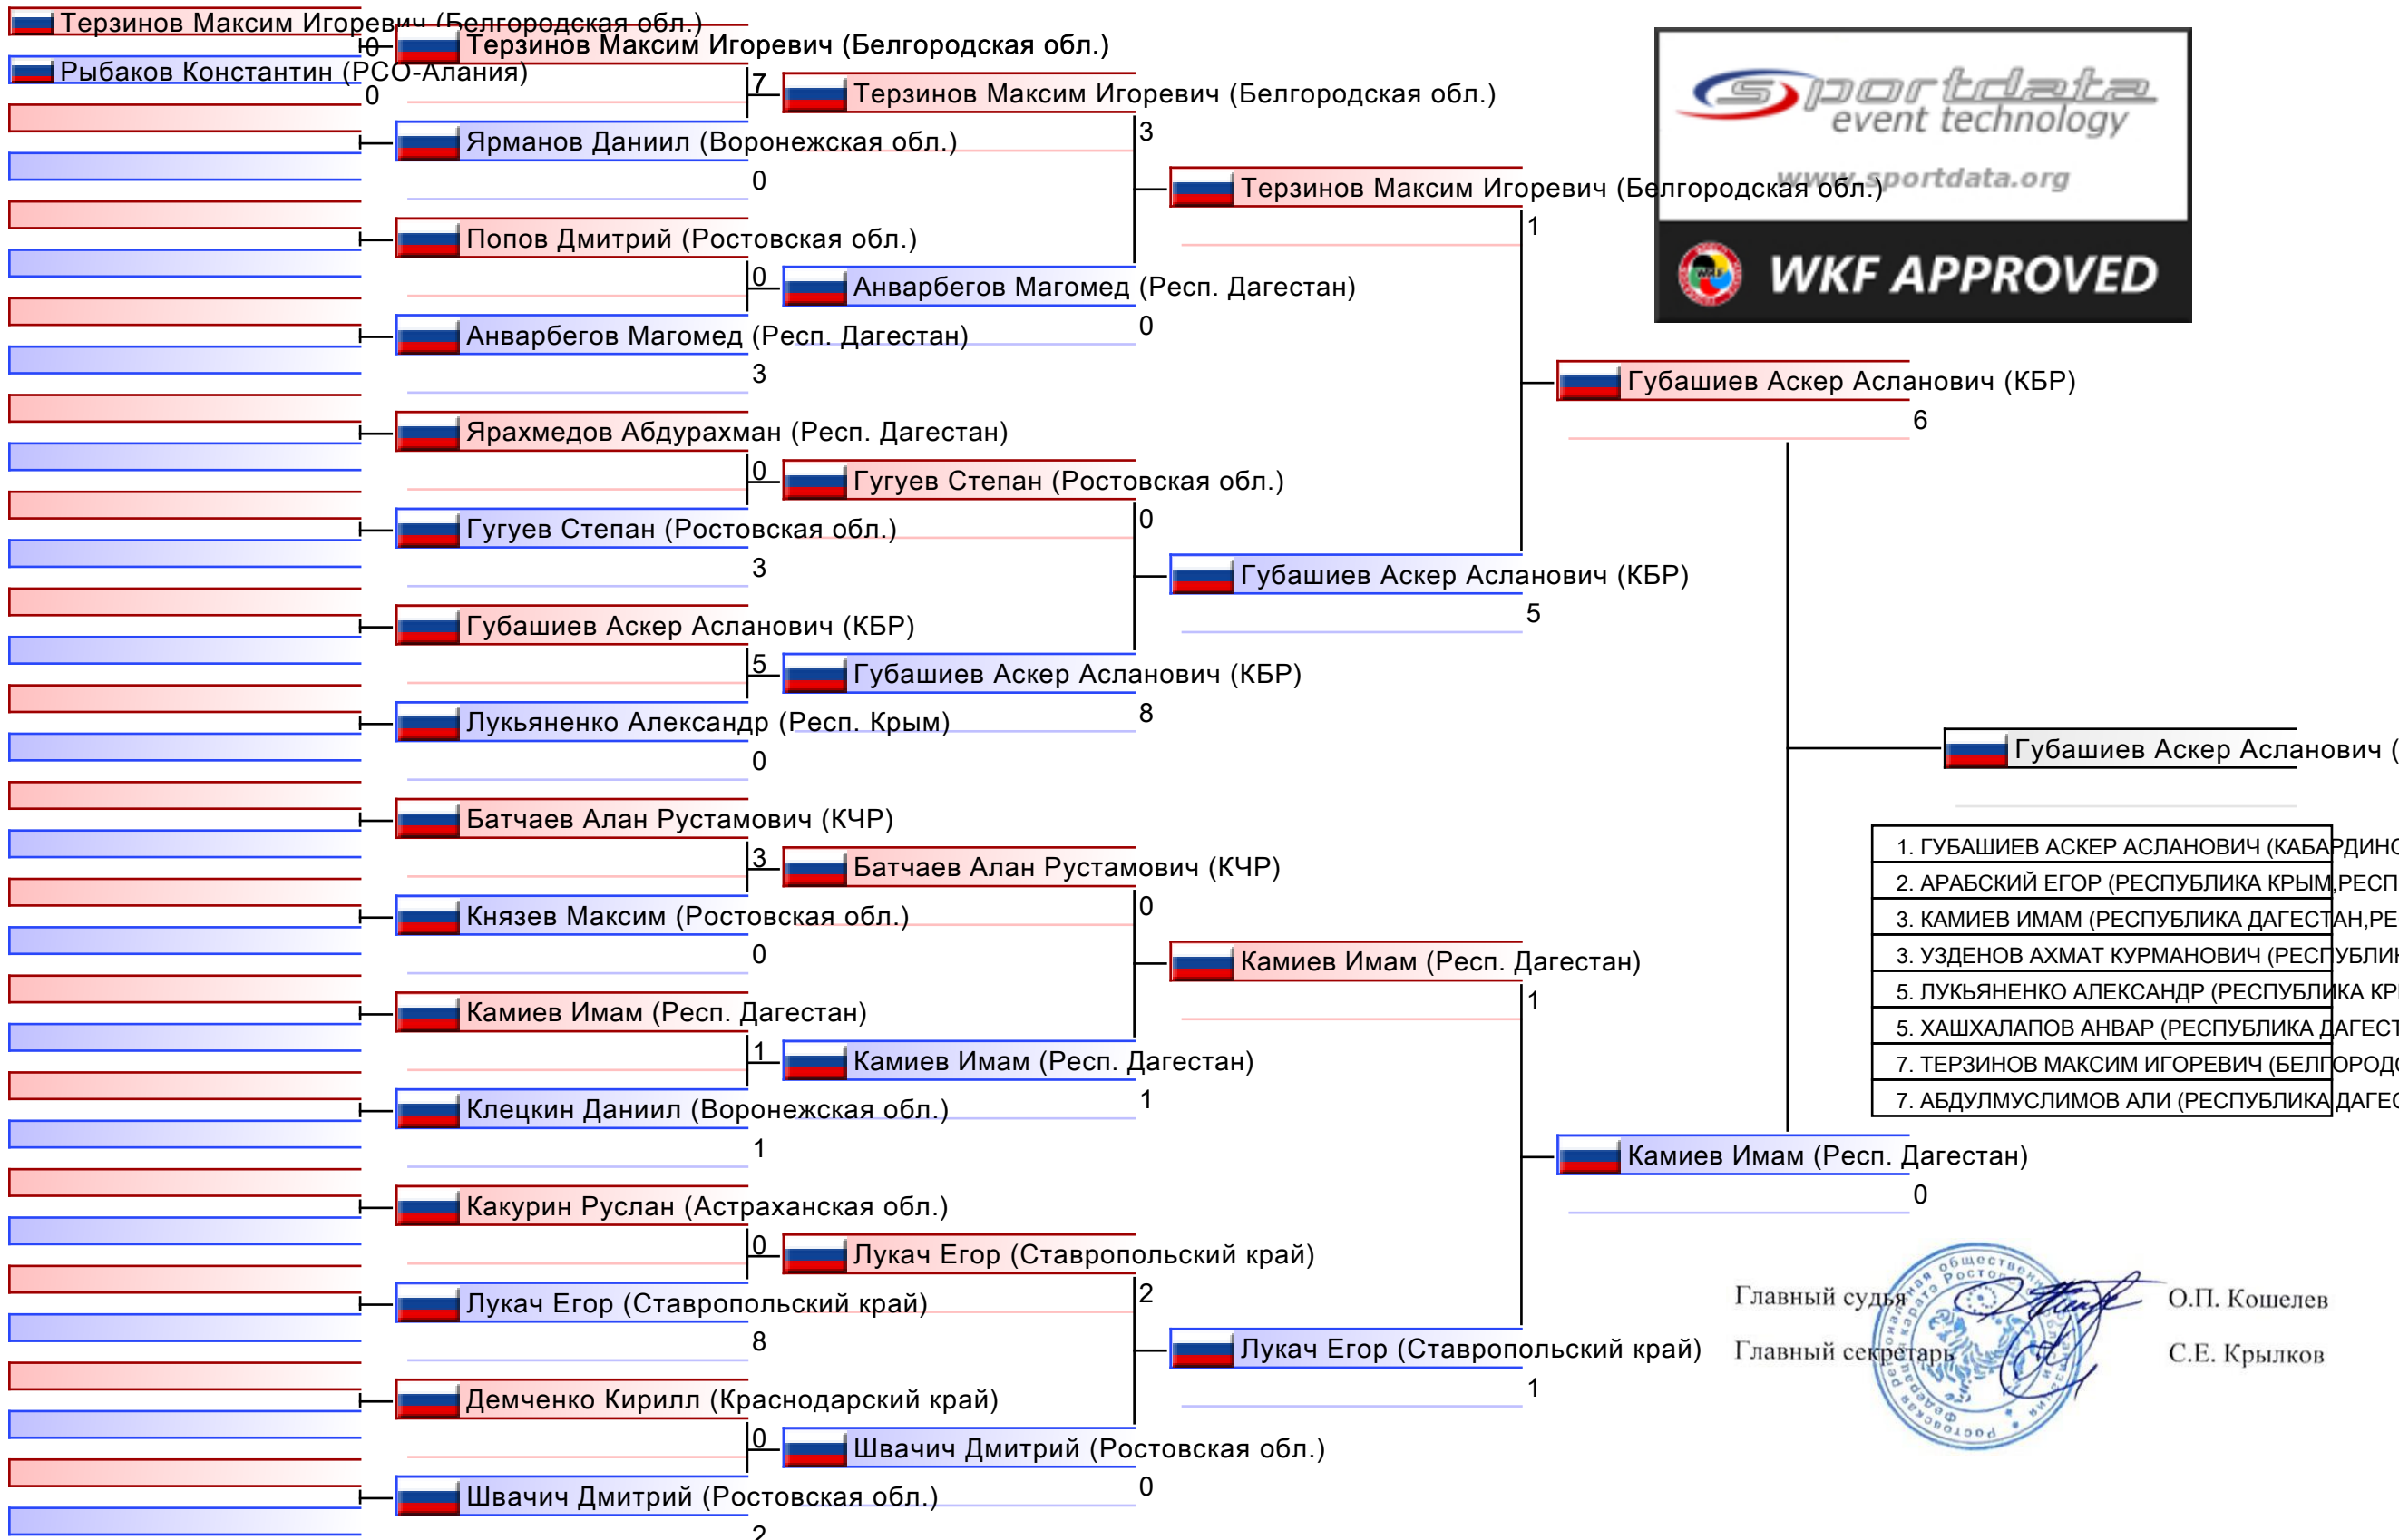 Терзинов Максим Игоревич (Белгородская обл.)
0
Рыбаков Константин (РСО-Алания)
0
Терзинов Максим Игоревич (Белгородская обл.)
7
Ярманов Даниил (Воронежская обл.)
0
Попов Дмитрий (Ростовская обл.)
0
Анварбегов Магомед (Респ. Дагестан)
3
Ярахмедов Абдурахман (Респ. Дагестан)
0
Гугуев Степан (Ростовская обл.)
3
Губашиев Аскер Асланович (КБР)
5
Лукьяненко Александр (Респ. Крым)
0
Батчаев Алан Рустамович (КЧР)
3
Князев Максим (Ростовская обл.)
0
Камиев Имам (Респ. Дагестан)
1
Клецкин Даниил (Воронежская обл.)
1
Какурин Руслан (Астраханская обл.)
0
Лукач Егор (Ставропольский край)
8
Демченко Кирилл (Краснодарский край)
0
Швачич Дмитрий (Ростовская обл.)
2
Терзинов Максим Игоревич (Белгородская обл.)
3
Анварбегов Магомед (Респ. Дагестан)
0
Гугуев Степан (Ростовская обл.)
0
Губашиев Аскер Асланович (КБР)
8
Батчаев Алан Рустамович (КЧР)
0
Камиев Имам (Респ. Дагестан)
1
Лукач Егор (Ставропольский край)
2
Швачич Дмитрий (Ростовская обл.)
0
Терзинов Максим Игоревич (Белгородская обл.)
1
Губашиев Аскер Асланович (КБР)
5
Камиев Имам (Респ. Дагестан)
1
Лукач Егор (Ставропольский край)
1
sportdata
event technology
www.sportdata.org
WKF APPROVED
Губашиев Аскер Асланович (КБР)
6
Камиев Имам (Респ. Дагестан)
0
Губашиев Аскер Асланович (
1. ГУБАШИЕВ АСКЕР АСЛАНОВИЧ (КАБАРДИНО
2. АРАБСКИЙ ЕГОР (РЕСПУБЛИКА КРЫМ,РЕСП
3. КАМИЕВ ИМАМ (РЕСПУБЛИКА ДАГЕСТАН,РЕ
3. УЗДЕНОВ АХМАТ КУРМАНОВИЧ (РЕСПУБЛИК
5. ЛУКЬЯНЕНКО АЛЕКСАНДР (РЕСПУБЛИКА КРЫ
5. ХАШХАЛАПОВ АНВАР (РЕСПУБЛИКА ДАГЕСТ
7. ТЕРЗИНОВ МАКСИМ ИГОРЕВИЧ (БЕЛГОРОДС
7. АБДУЛМУСЛИМОВ АЛИ (РЕСПУБЛИКА ДАГЕС
Главный судья О.П. Кошелев
Главный секретарь С.Е. Крылков